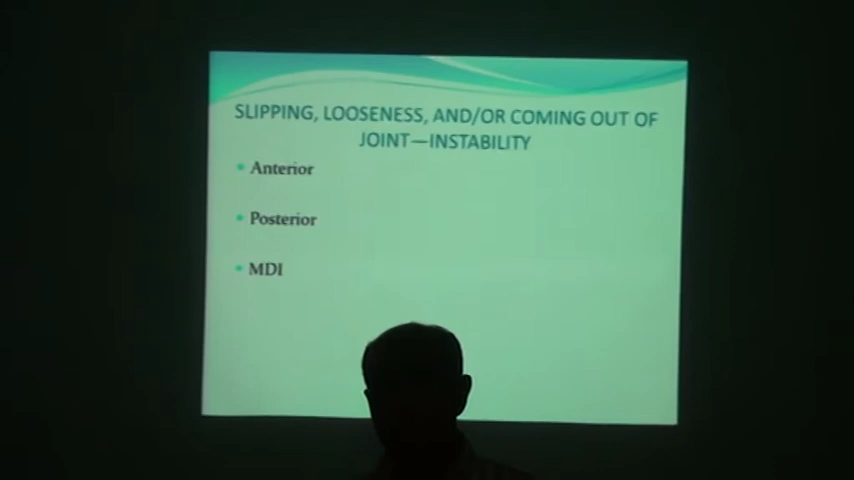 SLIPPING, LOOSENESS, AND/OR COMING OUT OF
JOINT—INSTABILITY
• Anterior
• Posterior
• MDI